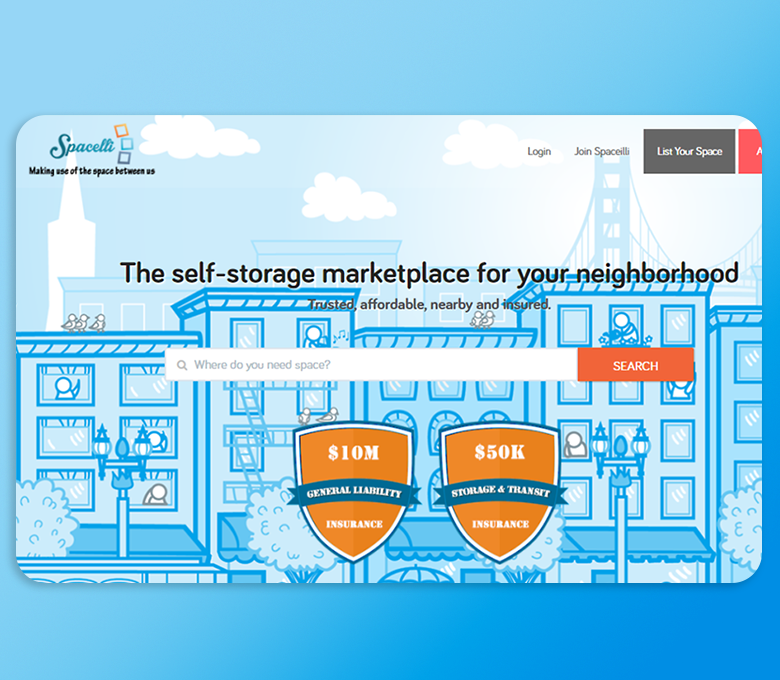 Spacelli
Making use of the space between us
Login
Join Spaceilli
List Your Space
A
The self-storage marketplace for your neighborhood
Trusted, affordable, nearby and insured.
Where do you need space?
SEARCH
$10M
GENERAL LIABILITY
INSURANCE
$50K
STORAGE & TRANSIT
INSURANCE